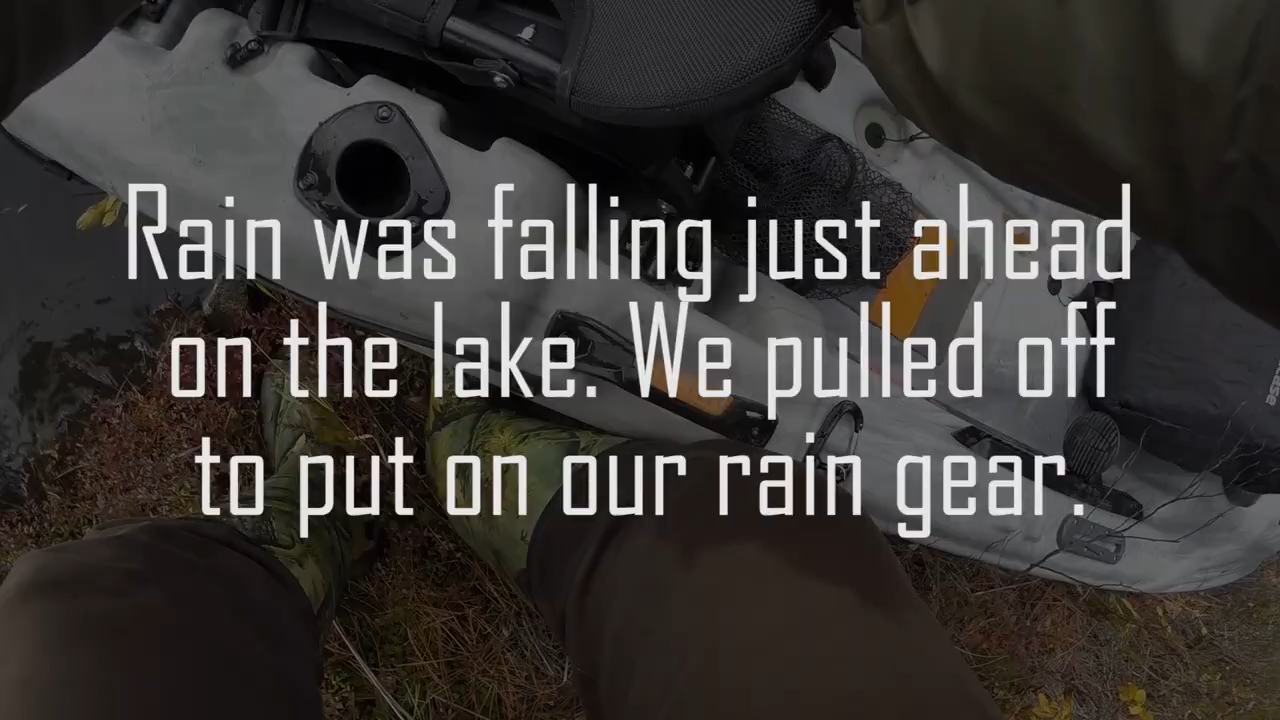 Rain was falling just ahead
on the lake. We pulled off
to put on our rain gear.